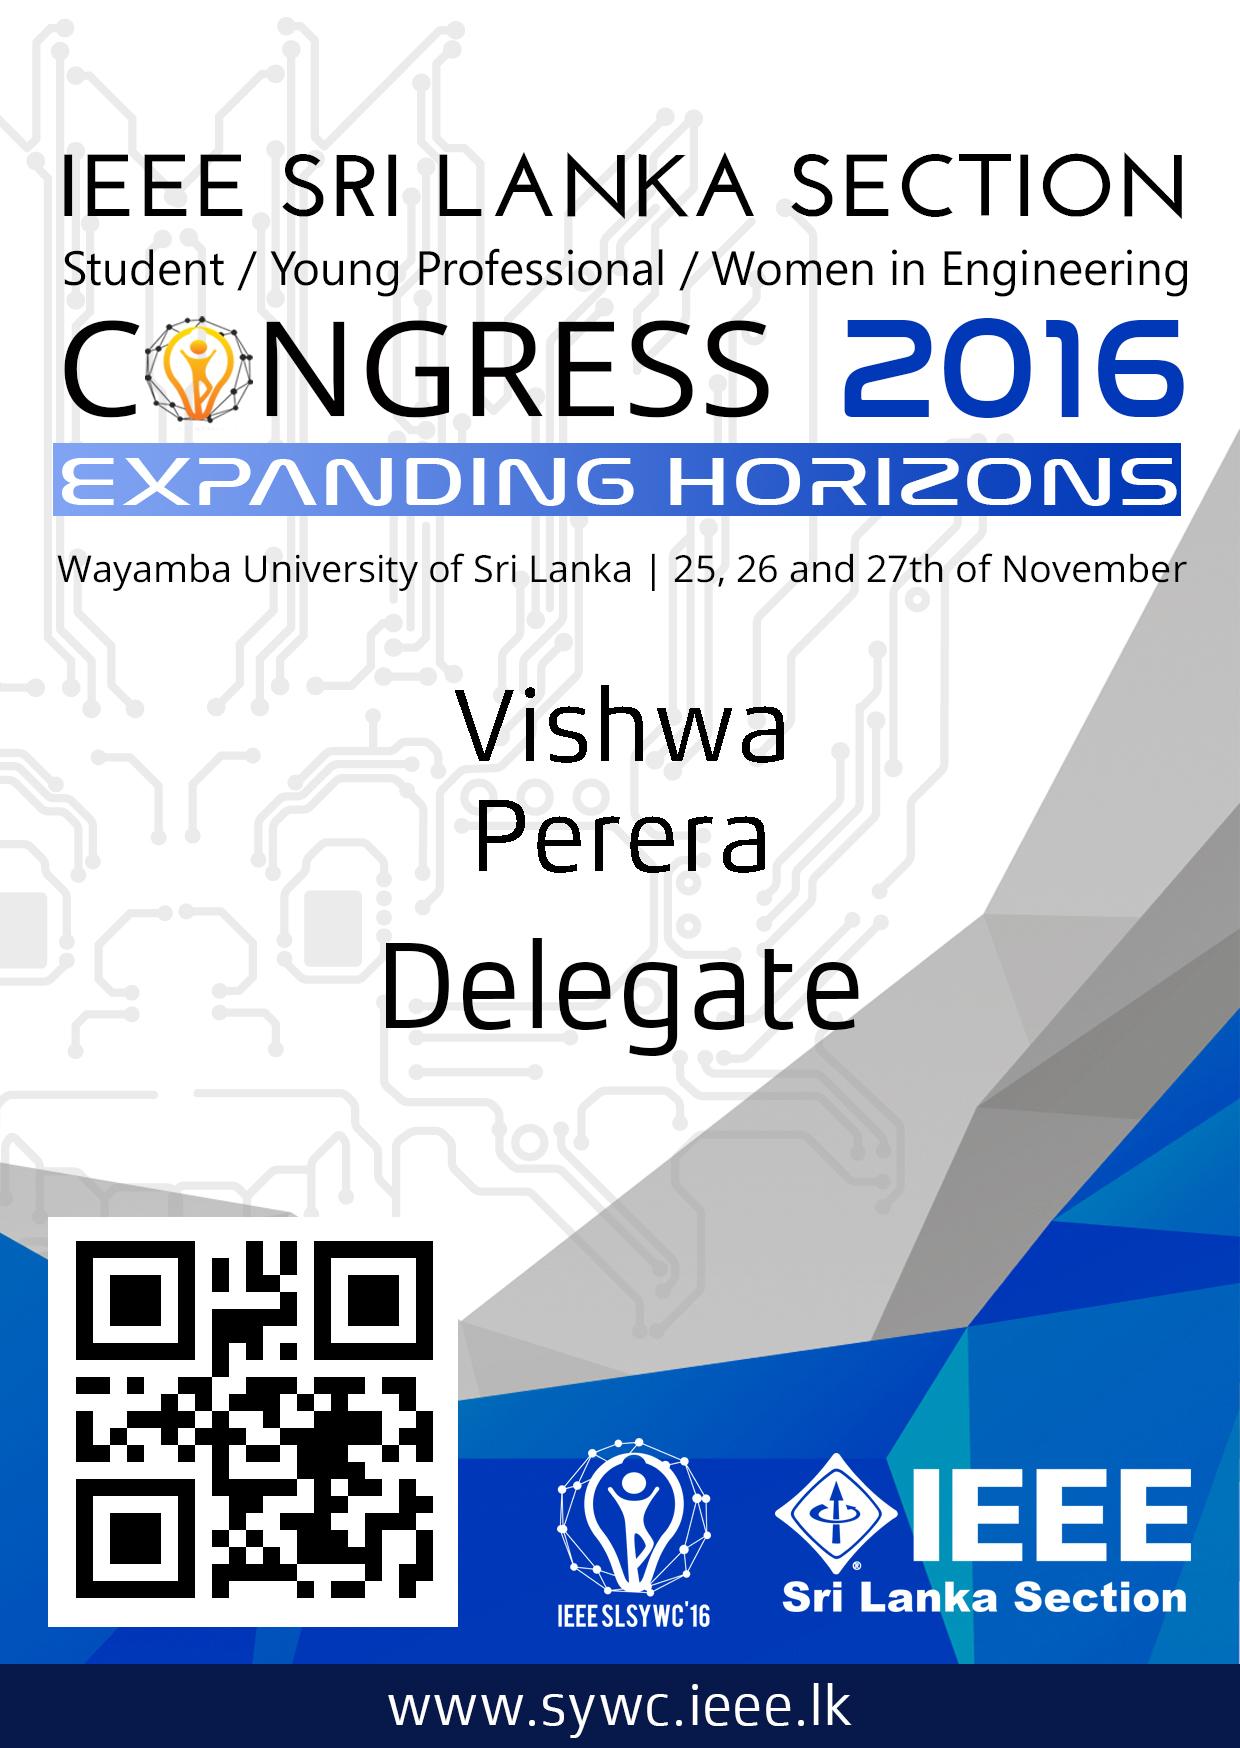 IEEE SRI LANKA SECTION
Student / Young Professional / Women in Engineering
CONGRESS 2016
EXPANDING HORIZONS
Wayamba University of Sri Lanka | 25, 26 and 27th of November
Vishwa
Perera
Delegate
IEEE SLSYWC'16
IEEE
®
Sri Lanka Section
www.sywc.ieee.lk